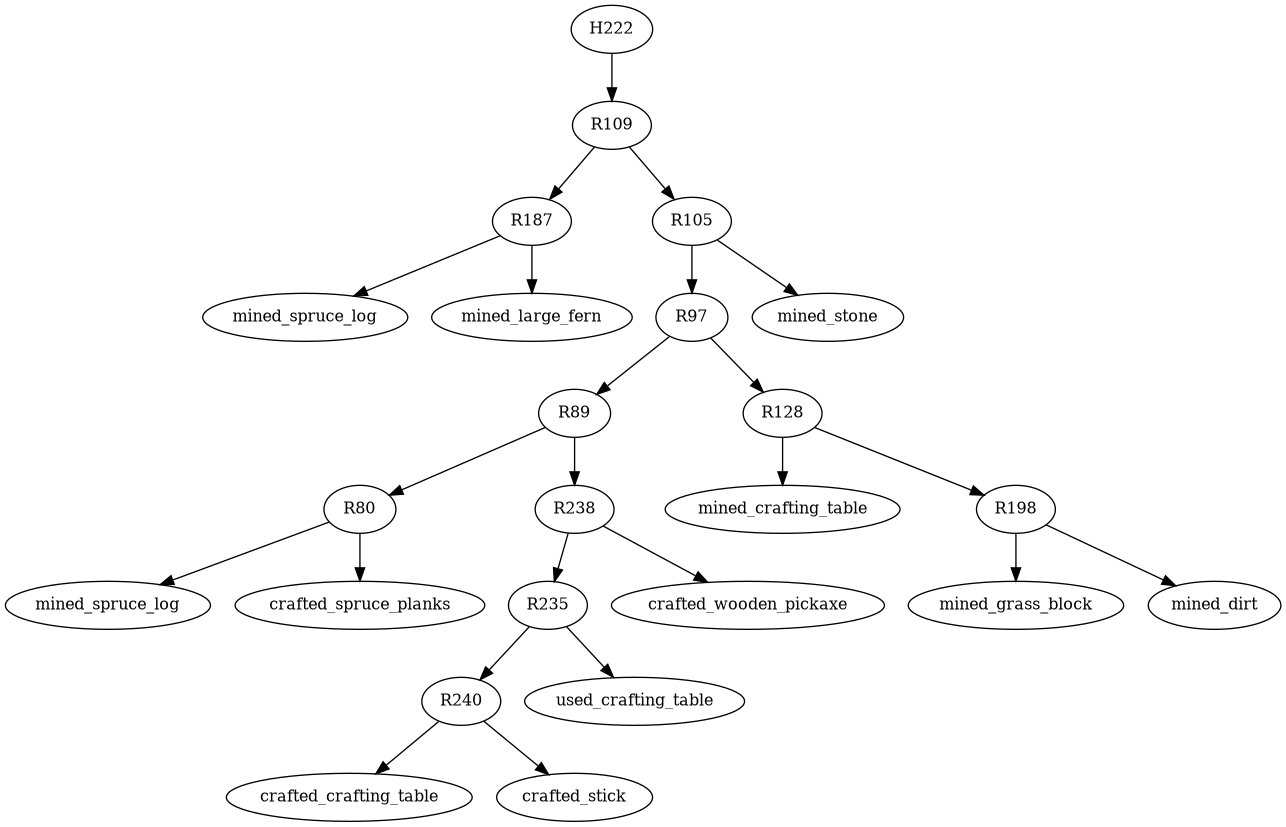 H222
R109
R187
R105
mined_spruce_log
mined_large_fern
R97
mined_stone
R89
R128
R80
R238
mined_crafting_table
R198
mined_spruce_log
crafted_spruce_planks
R235
crafted_wooden_pickaxe
mined_grass_block
mined_dirt
R240
used_crafting_table
crafted_crafting_table
crafted_stick